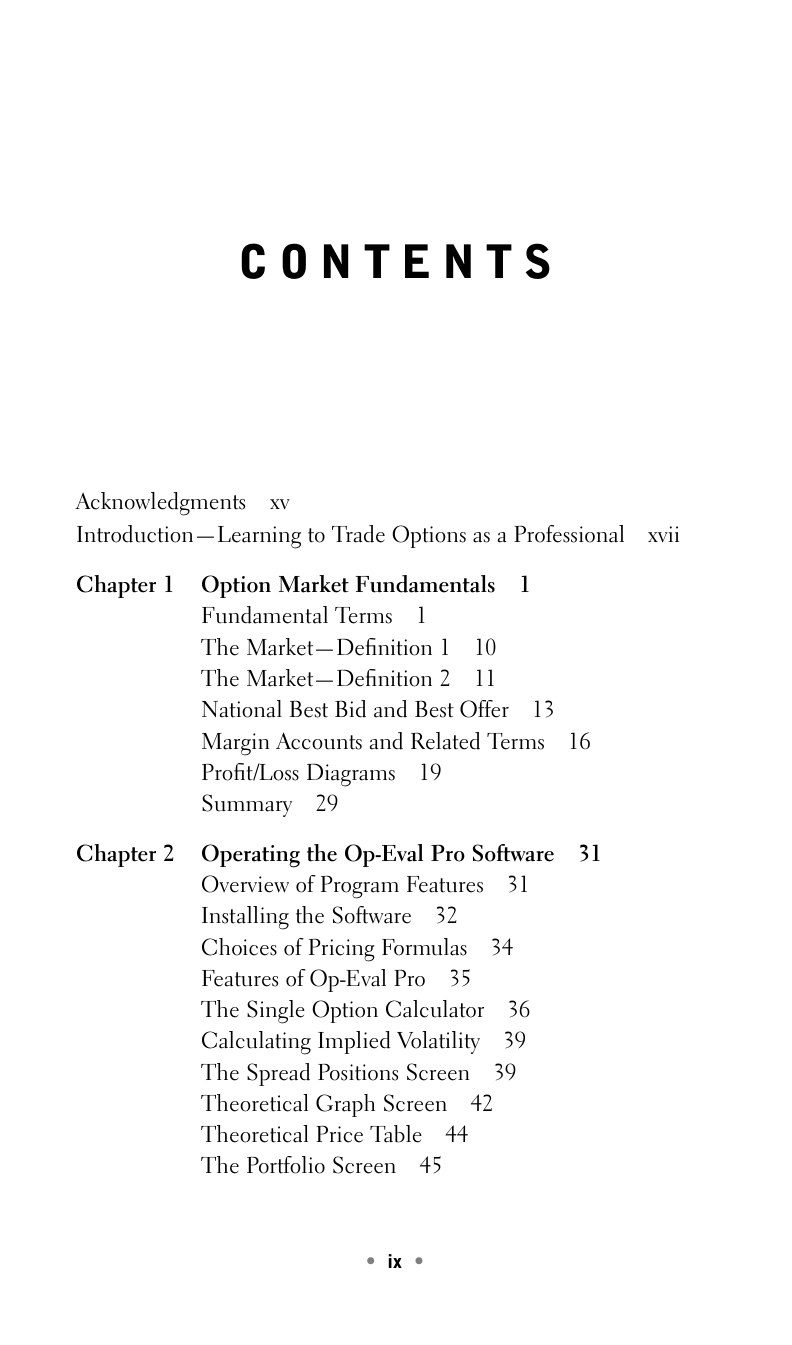 CONTENTS
Acknowledgments xv
Introduction—Learning to Trade Options as a Professional xvii
Chapter 1 Option Market Fundamentals 1
Fundamental Terms 1
The Market—Definition 1 10
The Market—Definition 2 11
National Best Bid and Best Offer 13
Margin Accounts and Related Terms 16
Profit/Loss Diagrams 19
Summary 29
Chapter 2 Operating the Op-Eval Pro Software 31
Overview of Program Features 31
Installing the Software 32
Choices of Pricing Formulas 34
Features of Op-Eval Pro 35
The Single Option Calculator 36
Calculating Implied Volatility 39
The Spread Positions Screen 39
Theoretical Graph Screen 42
Theoretical Price Table 44
The Portfolio Screen 45
• ix •